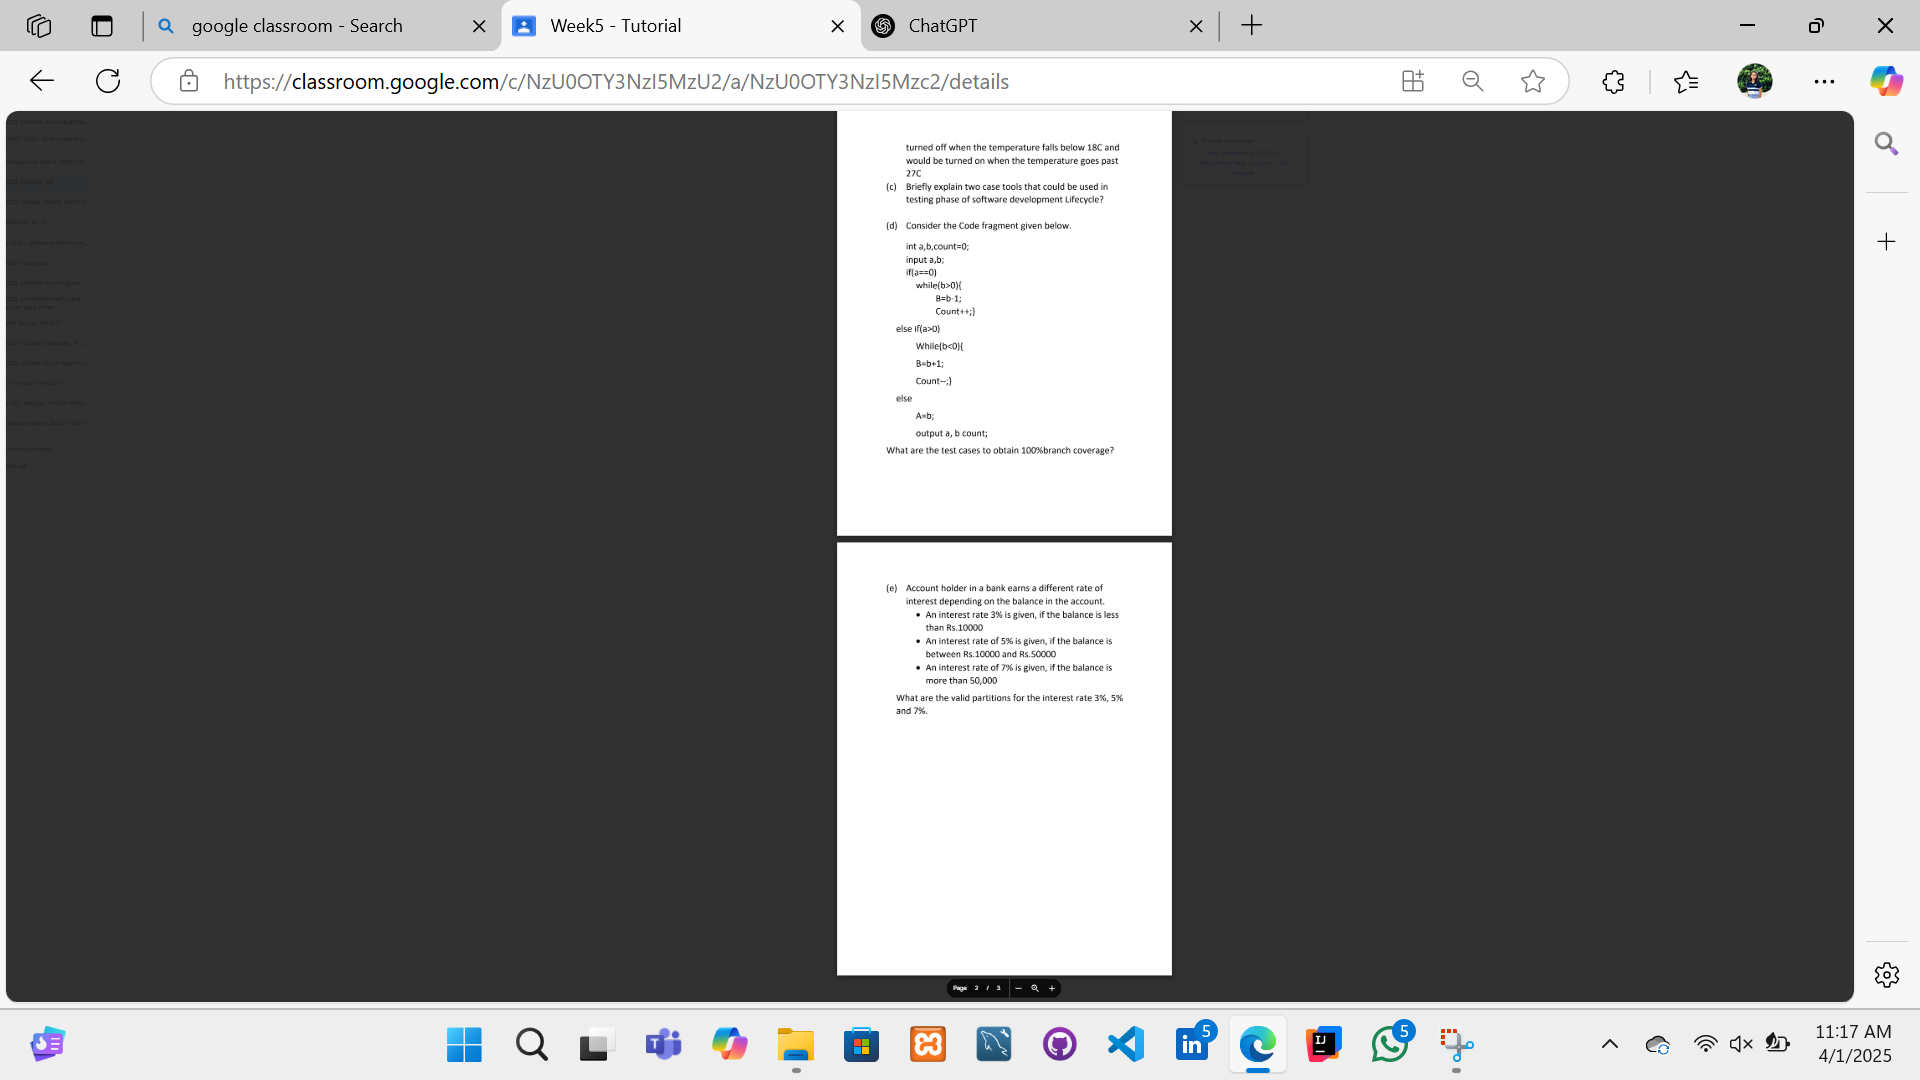 google classroom - Search
Week5 - Tutorial
ChatGPT
https://classroom.google.com/c/NzU0OTY3NzI5MzU2/a/NzU0OTY3NzI5Mzc2/details
turned off when the temperature falls below 18C and
would be turned on when the temperature goes past
27C
(c) Briefly explain two case tools that could be used in
testing phase of software development Lifecycle?
(d) Consider the Code fragment given below.
int a,b,count=0;
input a,b;
if(a==0)
while(b>0){
B=b-1;
Count++;}
else if(a>0)
While(b<0){
B=b+1;
Count--;}
else
A=b;
output a, b count;
What are the test cases to obtain 100%branch coverage?
(e) Account holder in a bank earns a different rate of
interest depending on the balance in the account.
• An interest rate 3% is given, if the balance is less
than Rs.10000
• An interest rate of 5% is given, if the balance is
between Rs.10000 and Rs.50000
• An interest rate of 7% is given, if the balance is
more than 50,000
What are the valid partitions for the interest rate 3%, 5%
and 7%.
Page 2 / 3
5
5
11:17 AM
4/1/2025